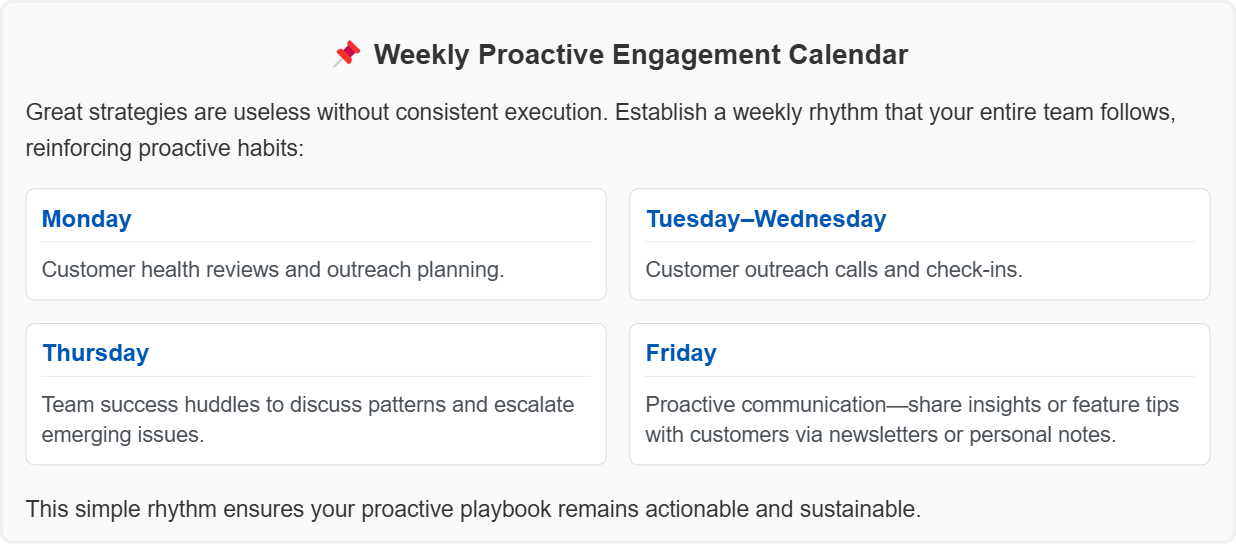 📌 Weekly Proactive Engagement Calendar
Great strategies are useless without consistent execution. Establish a weekly rhythm that your entire team follows,
reinforcing proactive habits:
Monday
Customer health reviews and outreach planning.
Tuesday–Wednesday
Customer outreach calls and check-ins.
Thursday
Team success huddles to discuss patterns and escalate
emerging issues.
Friday
Proactive communication—share insights or feature tips
with customers via newsletters or personal notes.
This simple rhythm ensures your proactive playbook remains actionable and sustainable.